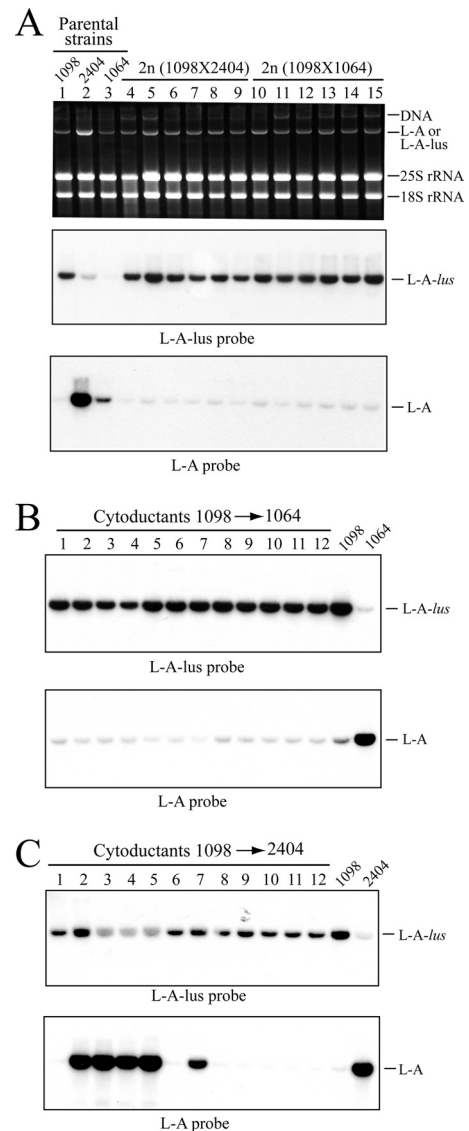 A
Parental
strains
1098 2404 1064
2n (1098X2404) 2n (1098X1064)
1 2 3 4 5 6 7 8 9 10 11 12 13 14 15
DNA
L-A or
L-A-lus
25S rRNA
18S rRNA
L-A-lus
L-A-lus probe
L-A
L-A probe
B
Cytoductants 1098→1064
1 2 3 4 5 6 7 8 9 10 11 12 1098 1064
L-A-lus
L-A-lus probe
L-A
L-A probe
C
Cytoductants 1098→2404
1 2 3 4 5 6 7 8 9 10 11 12 1098 2404
L-A-lus
L-A-lus probe
L-A
L-A probe